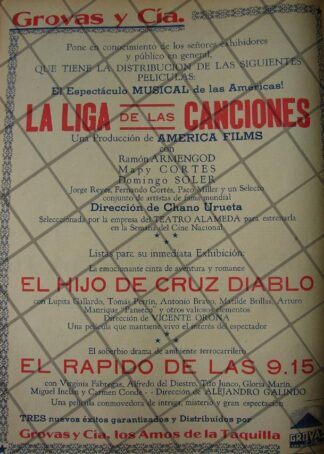 Grovas y Cía.
Pone en conocimiento de los señores exhibidores
y público en general,
QUE TIENE LA DISTRIBUCION DE LAS SIGUIENTES
PELICULAS:
El Espectáculo MUSICAL de las Américas!
LA LIGA DE LAS CANCIONES
Una Producción de AMERICA FILMS
con
Ramón ARMENGOD
Mapy CORTES
Domingo SOLER
Jorge Reyes, Fernando Cortés, Paco Miller y un Selecto
conjunto de artistas de fama mundial
Dirección de Chano Urueta
Seleccionada por la empresa del TEATRO ALAMEDA para estrenarla
en la Semana del Cine Nacional
Listas para su inmediata Exhibición:
La emocionante cinta de aventura y romance
EL HIJO DE CRUZ DIABLO
con Lupita Gallardo, Tomás Perrín, Antonio Bravo, Matilde Brillas, Arturo
Manrique "Panseco" y otros valiosos elementos
Dirección de VICENTE ORONA
Una película que mantiene vivo el interés del espectador
El soberbio drama de ambiente ferrocarrilero
EL RAPIDO DE LAS 9.15
con Virginia Fábregas, Alfredo del Diestro, Tito Junco, Gloria Marín,
Miguel Inclán y Carmen Conde - Dirección de ALEJANDRO GALINDO
Una película conmovedora de intriga, misterio y gran espectación
TRES nuevos éxitos garantizados y Distribuídos por
Grovas y Cía, los Amos de la Taquilla
GROVAS